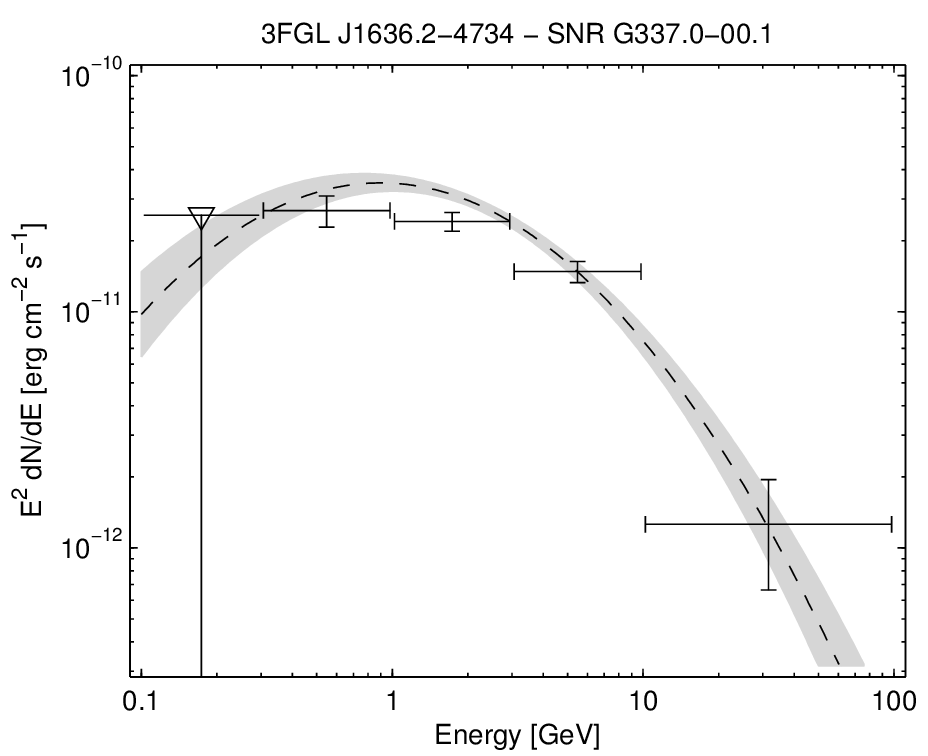 3FGL J1636.2−4734 − SNR G337.0−00.1
E² dN/dE [erg cm⁻² s⁻¹]
10⁻¹⁰
10⁻¹¹
10⁻¹²
0.1 1 10 100
Energy [GeV]